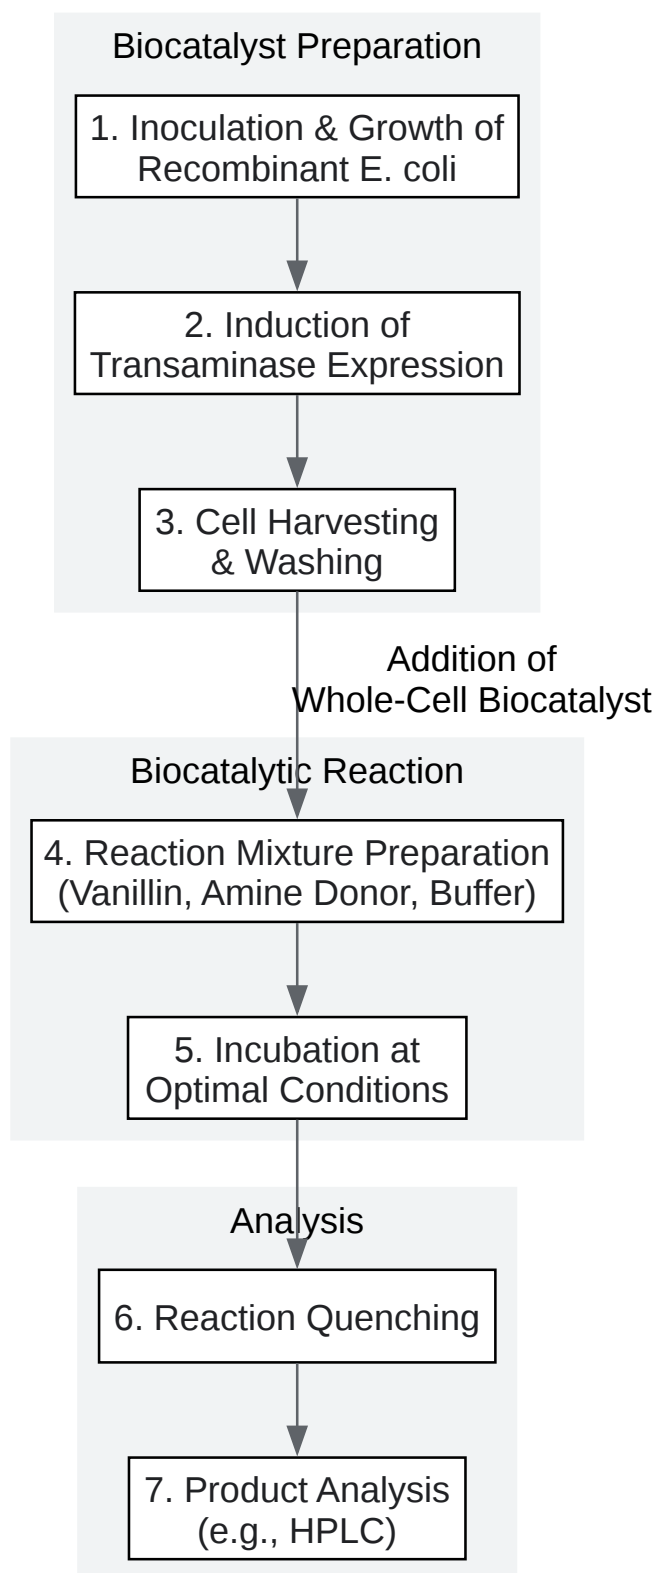 Biocatalyst Preparation
1. Inoculation & Growth of
Recombinant E. coli
2. Induction of
Transaminase Expression
3. Cell Harvesting
& Washing
Addition of
Whole-Cell Biocatalyst
Biocatalytic Reaction
4. Reaction Mixture Preparation
(Vanillin, Amine Donor, Buffer)
5. Incubation at
Optimal Conditions
Analysis
6. Reaction Quenching
7. Product Analysis
(e.g., HPLC)